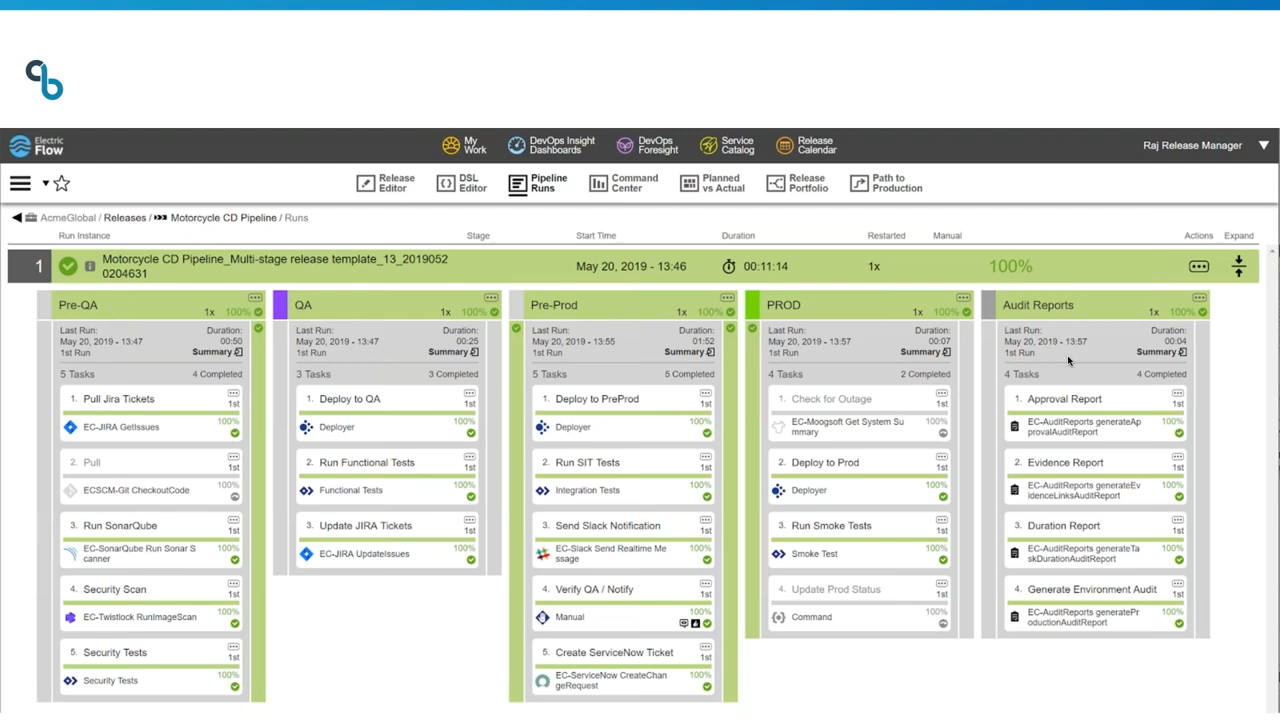 Electric
Flow
My
Work
DevOps Insight
Dashboards
DevOps
Foresight
Service
Catalog
Release
Calendar
Raj Release Manager
Release
Editor
DSL
Editor
Pipeline
Runs
Command
Center
Planned
vs Actual
Release
Portfolio
Path to
Production
AcmeGlobal / Releases / Motorcycle CD Pipeline / Runs
Run Instance Stage Start Time Duration Restarted Manual Actions Expand
1 Motorcycle CD Pipeline_Multi-stage release template_13_2019052
0204631 May 20, 2019 - 13:46 00:11:14 1x 100%
Pre-QA
1x 100%
Last Run: Duration:
May 20, 2019 - 13:47 00:50
1st Run Summary
5 Tasks 4 Completed
1. Pull Jira Tickets 1st
EC-JIRA GetIssues 100%
2. Pull 1st
ECSCM-Git CheckoutCode 100%
3. Run SonarQube 1st
EC-SonarQube Run Sonar S
canner 100%
4. Security Scan 1st
EC-Twistlock RunImageScan 100%
5. Security Tests 1st
Security Tests 100%
QA
1x 100%
Last Run: Duration:
May 20, 2019 - 13:47 00:25
1st Run Summary
3 Tasks 3 Completed
1. Deploy to QA 1st
Deployer 100%
2. Run Functional Tests 1st
Functional Tests 100%
3. Update JIRA Tickets 1st
EC-JIRA UpdateIssues 100%
Pre-Prod
1x 100%
Last Run: Duration:
May 20, 2019 - 13:55 01:52
1st Run Summary
5 Tasks 5 Completed
1. Deploy to PreProd 1st
Deployer 100%
2. Run SIT Tests 1st
Integration Tests 100%
3. Send Slack Notification 1st
EC-Slack Send Realtime Me
ssage 100%
4. Verify QA / Notify 1st
Manual 100%
5. Create ServiceNow Ticket 1st
EC-ServiceNow CreateChan
geRequest 100%
PROD
1x 100%
Last Run: Duration:
May 20, 2019 - 13:57 00:07
1st Run Summary
4 Tasks 2 Completed
1. Check for Outage 1st
EC-Moogsoft Get System Su
mmary 100%
2. Deploy to Prod 1st
Deployer 100%
3. Run Smoke Tests 1st
Smoke Test 100%
4. Update Prod Status 1st
Command 100%
Audit Reports
1x 100%
Last Run: Duration:
May 20, 2019 - 13:57 00:04
1st Run Summary
4 Tasks 4 Completed
1. Approval Report 1st
EC-AuditReports generateAp
provalAuditReport 100%
2. Evidence Report 1st
EC-AuditReports generateEv
idenceLinksAuditReport 100%
3. Duration Report 1st
EC-AuditReports generateTa
skDurationAuditReport 100%
4. Generate Environment Audit 1st
EC-AuditReports generatePr
oductionAuditReport 100%